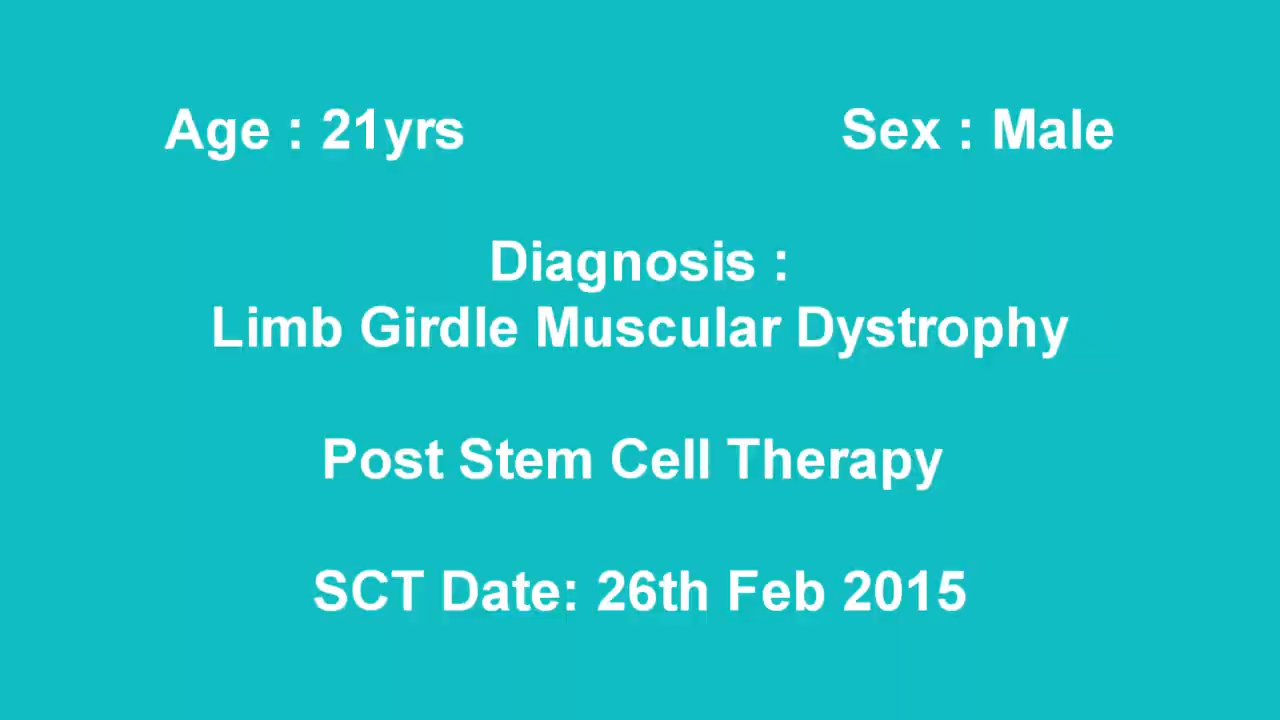 Age : 21yrs Sex : Male
Diagnosis :
Limb Girdle Muscular Dystrophy
Post Stem Cell Therapy
SCT Date: 26th Feb 2015